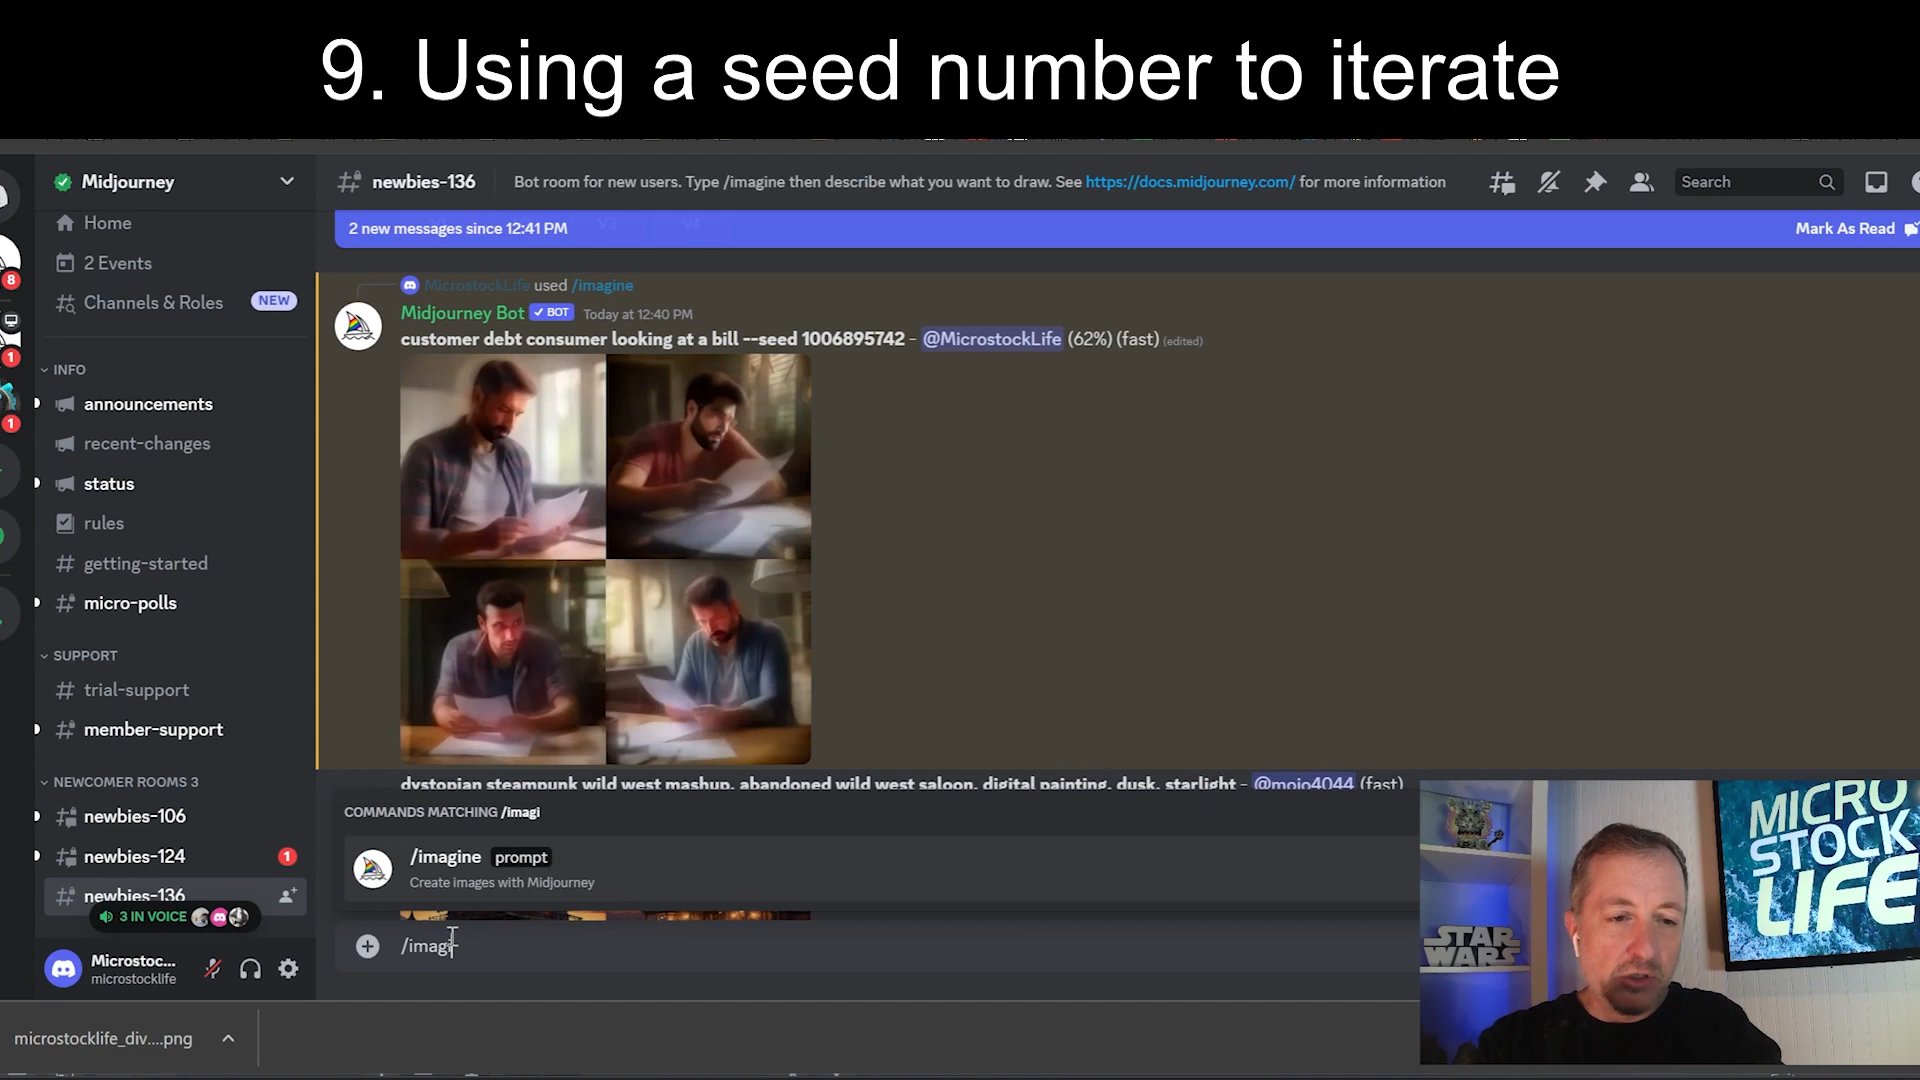 9. Using a seed number to iterate
Midjourney
Home
2 Events
Channels & Roles NEW
INFO
announcements
recent-changes
status
rules
getting-started
micro-polls
SUPPORT
trial-support
member-support
NEWCOMER ROOMS 3
newbies-106
newbies-124 1
newbies-136
3 IN VOICE
Microstoc...
microstocklife
8
1
1
newbies-136 Bot room for new users. Type /imagine then describe what you want to draw. See https://docs.midjourney.com/ for more information
Search
2 new messages since 12:41 PM Mark As Read
MicrostockLife used /imagine
Midjourney Bot BOT Today at 12:40 PM
customer debt consumer looking at a bill --seed 1006895742 - @MicrostockLife (62%) (fast) (edited)
dystopian steampunk wild west mashup, abandoned wild west saloon, digital painting, dusk, starlight - @mojo4044 (fast)
COMMANDS MATCHING /imagi
/imagine prompt
Create images with Midjourney
/imagi
microstocklife_div....png
MICRO
STOCK
LIFE
STAR
WARS